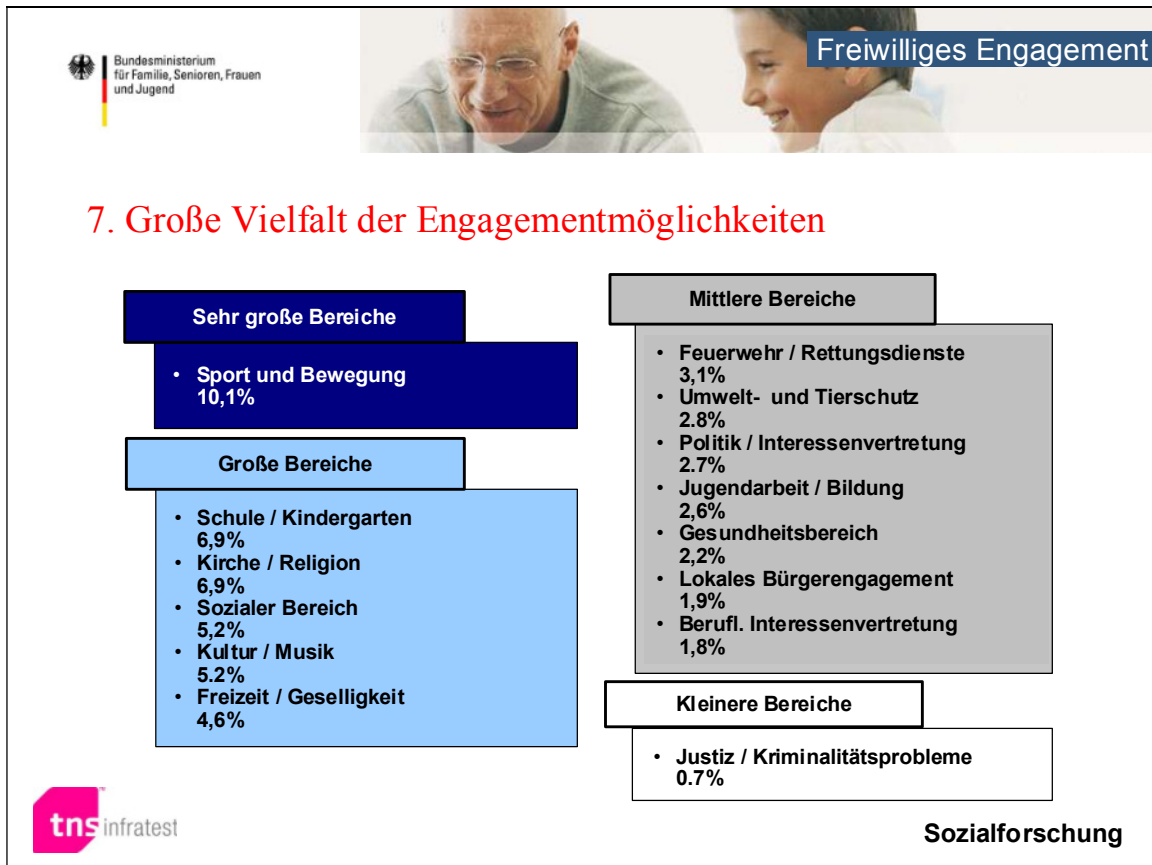 Bundesministerium
für Familie, Senioren, Frauen
und Jugend
Freiwilliges Engagement
7. Große Vielfalt der Engagementmöglichkeiten
Sehr große Bereiche
• Sport und Bewegung
10,1%
Große Bereiche
• Schule / Kindergarten
6,9%
• Kirche / Religion
6,9%
• Sozialer Bereich
5,2%
• Kultur / Musik
5.2%
• Freizeit / Geselligkeit
4,6%
Mittlere Bereiche
• Feuerwehr / Rettungsdienste
3,1%
• Umwelt- und Tierschutz
2.8%
• Politik / Interessenvertretung
2.7%
• Jugendarbeit / Bildung
2,6%
• Gesundheitsbereich
2,2%
• Lokales Bürgerengagement
1,9%
• Berufl. Interessenvertretung
1,8%
Kleinere Bereiche
• Justiz / Kriminalitätsprobleme
0.7%
tns infratest
Sozialforschung